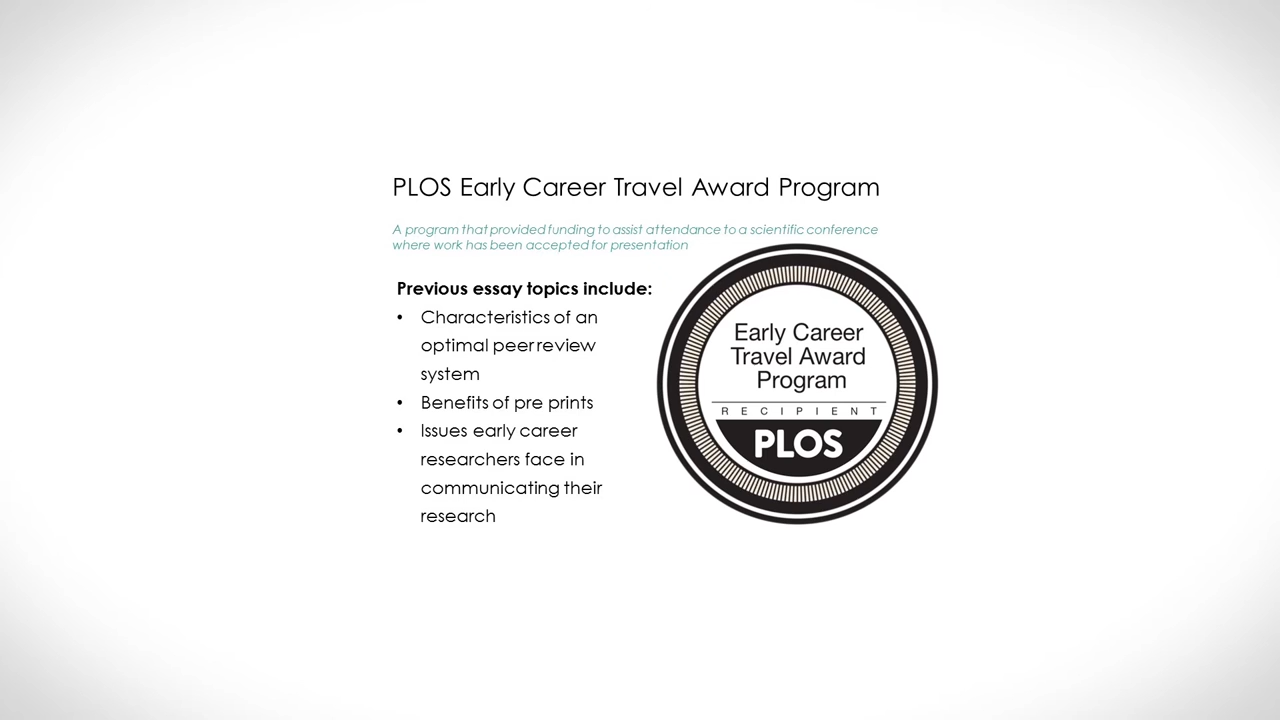 PLOS Early Career Travel Award Program
A program that provided funding to assist attendance to a scientific conference
where work has been accepted for presentation
Previous essay topics include:
• Characteristics of an
optimal peer review
system
• Benefits of pre prints
• Issues early career
researchers face in
communicating their
research
Early Career
Travel Award
Program
RECIPIENT
PLOS